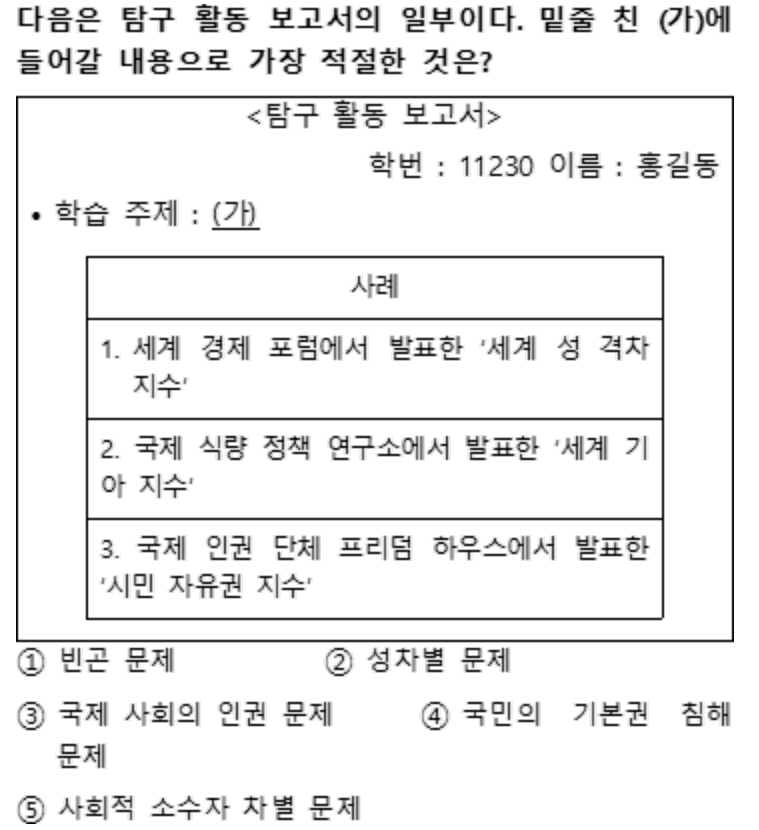 다음은 탐구 활동 보고서의 일부이다. 밑줄 친 (가)에
들어갈 내용으로 가장 적절한 것은?
<탐구 활동 보고서>
학번 : 11230 이름 : 홍길동
• 학습 주제 : (가)
사례
1. 세계 경제 포럼에서 발표한 '세계 성 격차
지수'
2. 국제 식량 정책 연구소에서 발표한 '세계 기
아 지수'
3. 국제 인권 단체 프리덤 하우스에서 발표한
'시민 자유권 지수'
① 빈곤 문제 ② 성차별 문제
③ 국제 사회의 인권 문제 ④ 국민의 기본권 침해
문제
⑤ 사회적 소수자 차별 문제